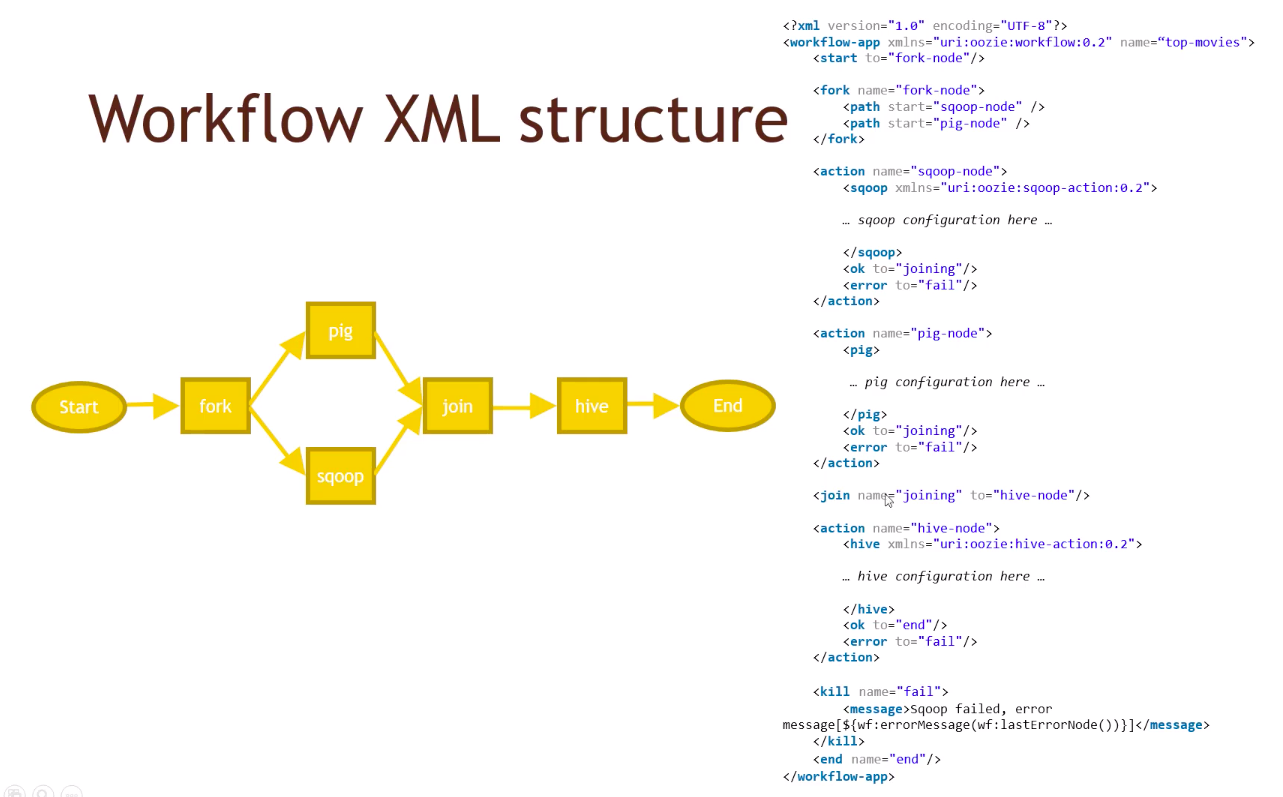 Workflow XML structure
Start
fork
pig
sqoop
join
hive
End
<?xml version="1.0" encoding="UTF-8"?>
<workflow-app xmlns="uri:oozie:workflow:0.2" name=“top-movies">
<start to="fork-node"/>
<fork name="fork-node">
<path start="sqoop-node" />
<path start="pig-node" />
</fork>
<action name="sqoop-node">
<sqoop xmlns="uri:oozie:sqoop-action:0.2">
… sqoop configuration here …
</sqoop>
<ok to="joining"/>
<error to="fail"/>
</action>
<action name="pig-node">
<pig>
… pig configuration here …
</pig>
<ok to="joining"/>
<error to="fail"/>
</action>
<join name="joining" to="hive-node"/>
<action name="hive-node">
<hive xmlns="uri:oozie:hive-action:0.2">
… hive configuration here …
</hive>
<ok to="end"/>
<error to="fail"/>
</action>
<kill name="fail">
<message>Sqoop failed, error
message[${wf:errorMessage(wf:lastErrorNode())}]</message>
</kill>
<end name="end"/>
</workflow-app>